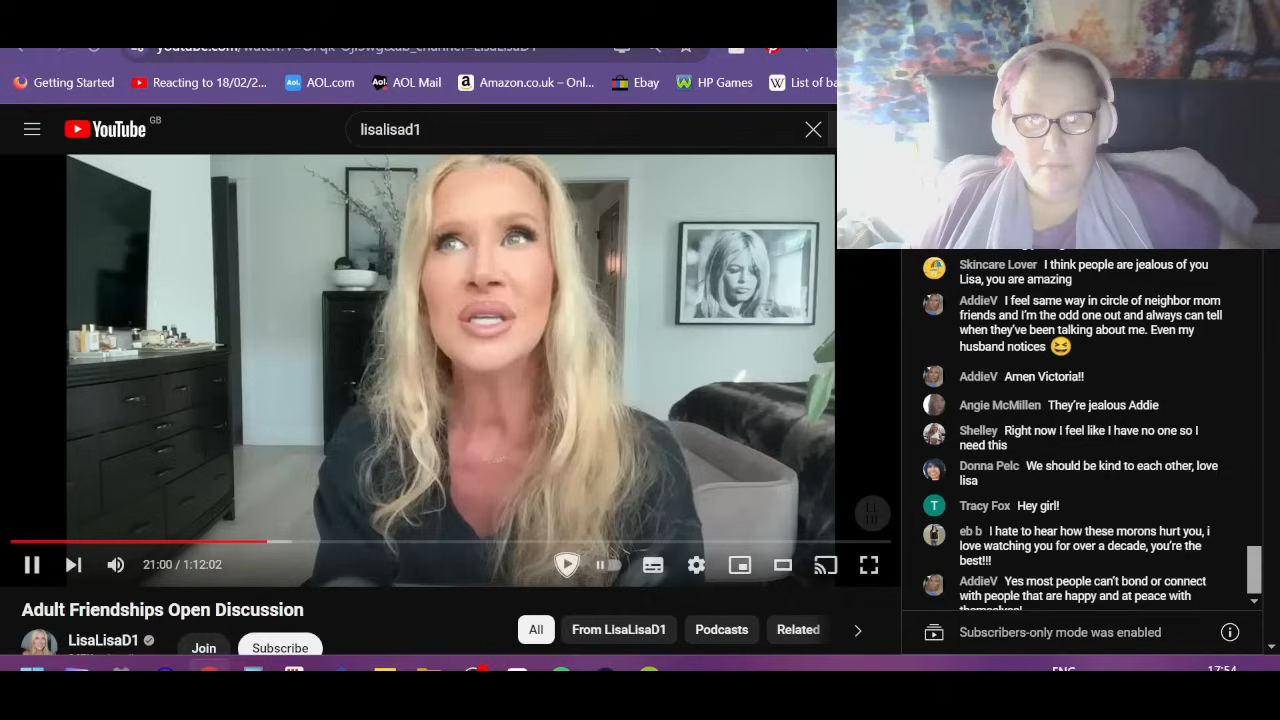 Getting Started
Reacting to 18/02/2...
AOL.com
AOL Mail
Amazon.co.uk – Onl...
Ebay
HP Games
List of ba
YouTube GB
lisalisad1
Skincare Lover I think people are jealous of you
Lisa, you are amazing
AddieV I feel same way in circle of neighbor mom
friends and I'm the odd one out and always can tell
when they've been talking about me. Even my
husband notices 😆
AddieV Amen Victoria!!
Angie McMillen They're jealous Addie
Shelley Right now I feel like I have no one so I
need this
Donna Pelc We should be kind to each other, love
lisa
T
Tracy Fox Hey girl!
eb b I hate to hear how these morons hurt you, i
love watching you for over a decade, you're the
best!!!
AddieV Yes most people can't bond or connect
with people that are happy and at peace with
themselves!
21:00 / 1:12:02
Adult Friendships Open Discussion
LisaLisaD1
Join
Subscribe
All
From LisaLisaD1
Podcasts
Related
Subscribers-only mode was enabled
ENG
17:54